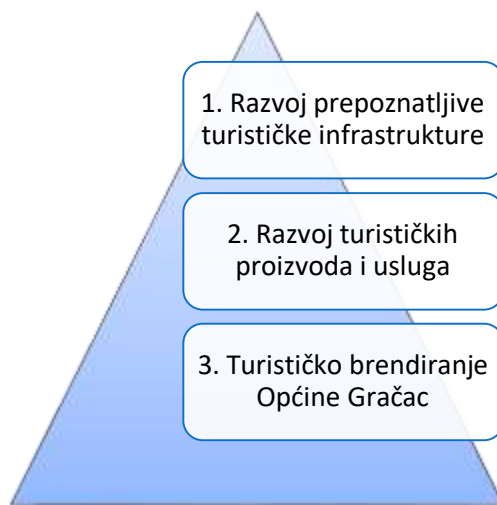 1. Razvoj prepoznatljive
turističke infrastrukture
2. Razvoj turističkih
proizvoda i usluga
3. Turističko brendiranje
Općine Gračac